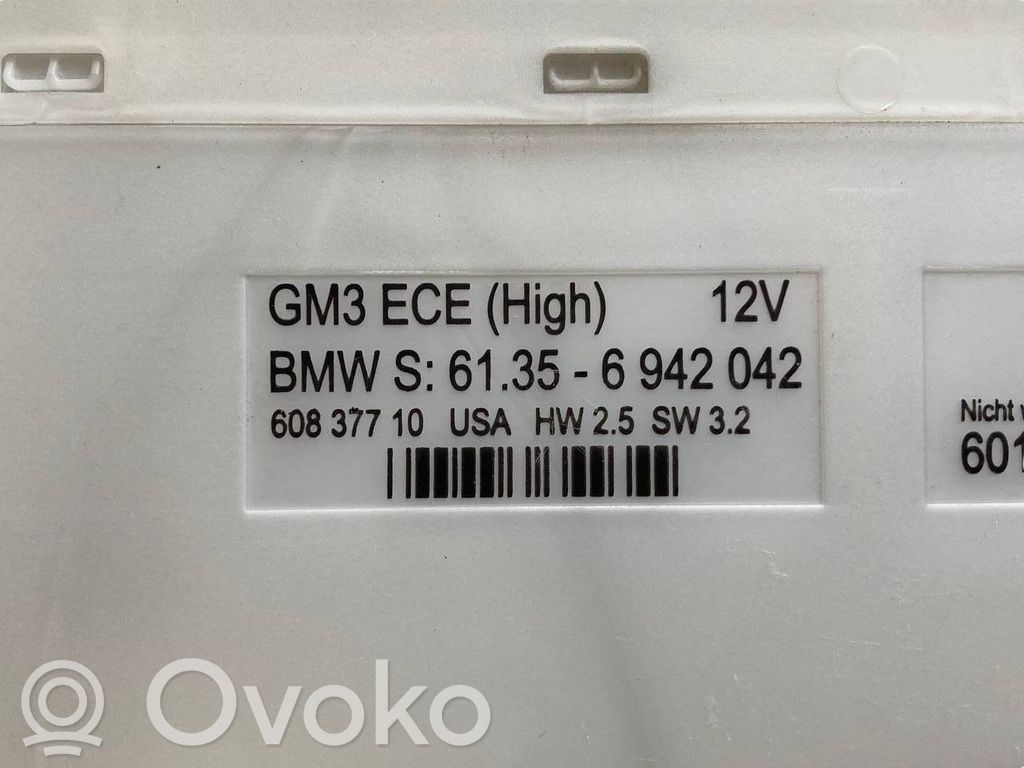 GM3 ECE (High) 12V
BMW S: 61.35 - 6 942 042
608 377 10 USA HW 2.5 SW 3.2
Nicht
601
Ovoko